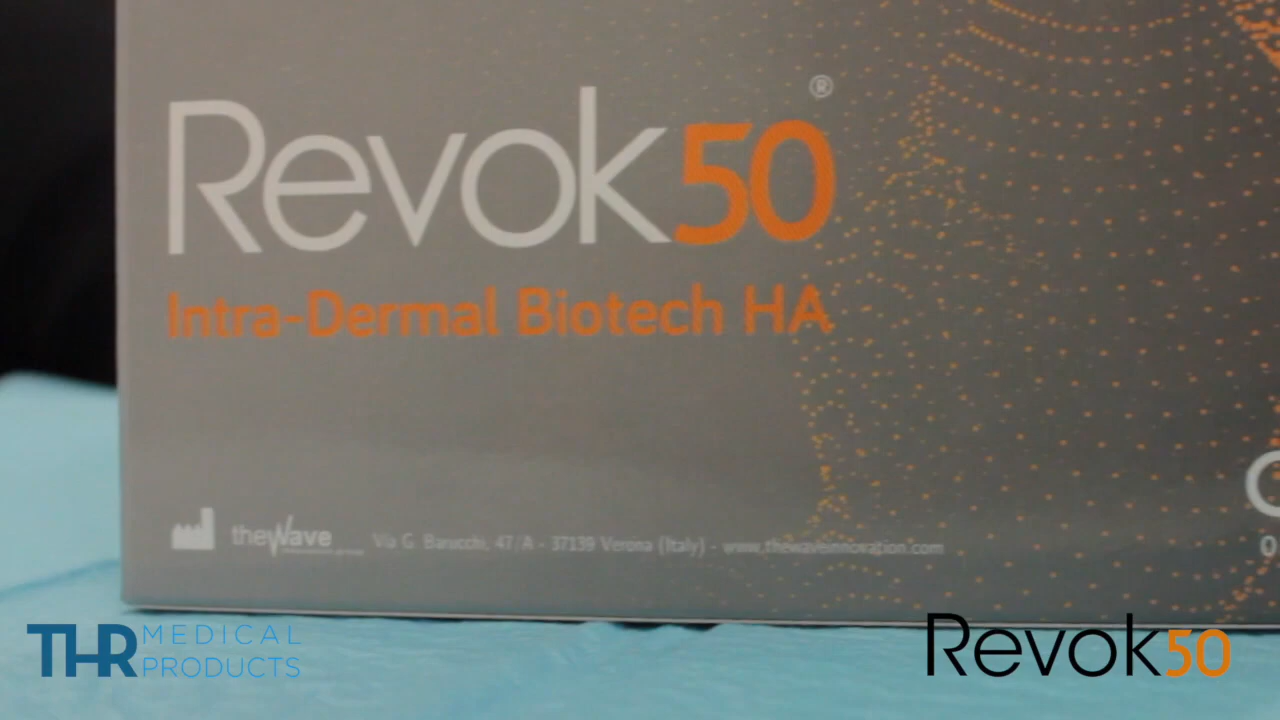 Revok50®
Intra-Dermal Biotech HA
theWave Via G. Barucchi, 47/A - 37139 Verona (Italy) - www.thewaveinnovation.com
THR MEDICAL
PRODUCTS
Revok50